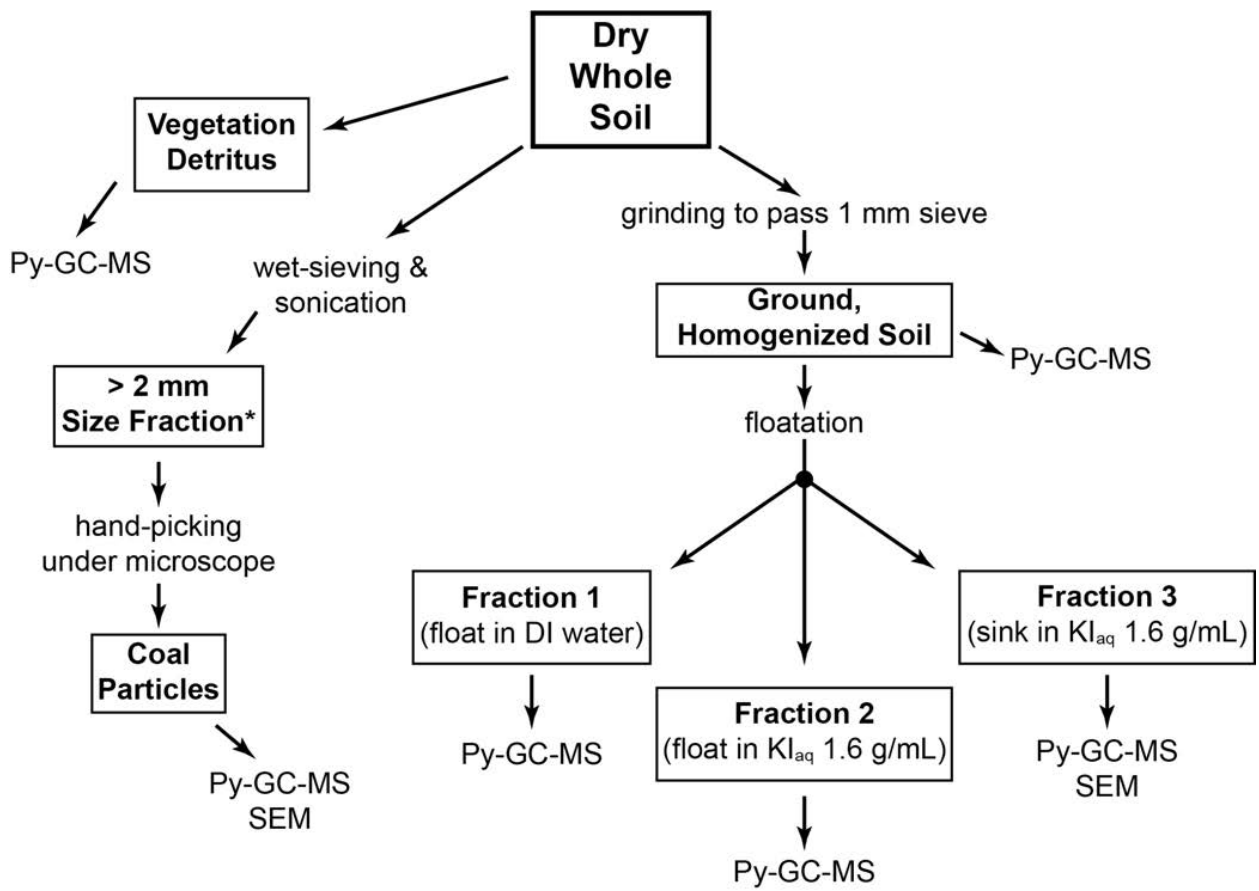 Dry
Whole
Soil
Vegetation
Detritus
Py-GC-MS
wet-sieving &
sonication
> 2 mm
Size Fraction*
hand-picking
under microscope
Coal
Particles
Py-GC-MS
SEM
grinding to pass 1 mm sieve
Ground,
Homogenized Soil
Py-GC-MS
floatation
Fraction 1
(float in DI water)
Py-GC-MS
Fraction 2
(float in KIaq 1.6 g/mL)
Py-GC-MS
Fraction 3
(sink in KIaq 1.6 g/mL)
Py-GC-MS
SEM